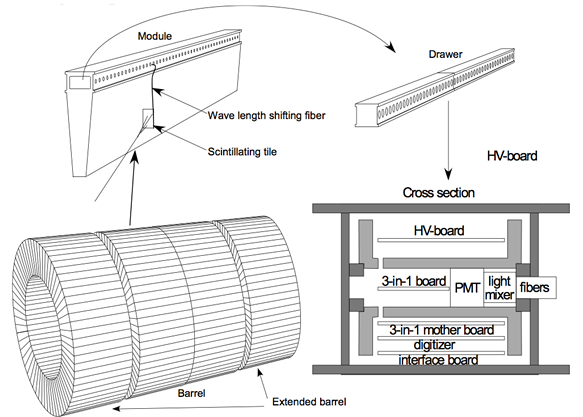 Module
Drawer
Wave length shifting fiber
Scintillating tile
HV-board
Cross section
HV-board
3-in-1 board
PMT
light
mixer
fibers
3-in-1 mother board
digitizer
interface board
Barrel
Extended barrel